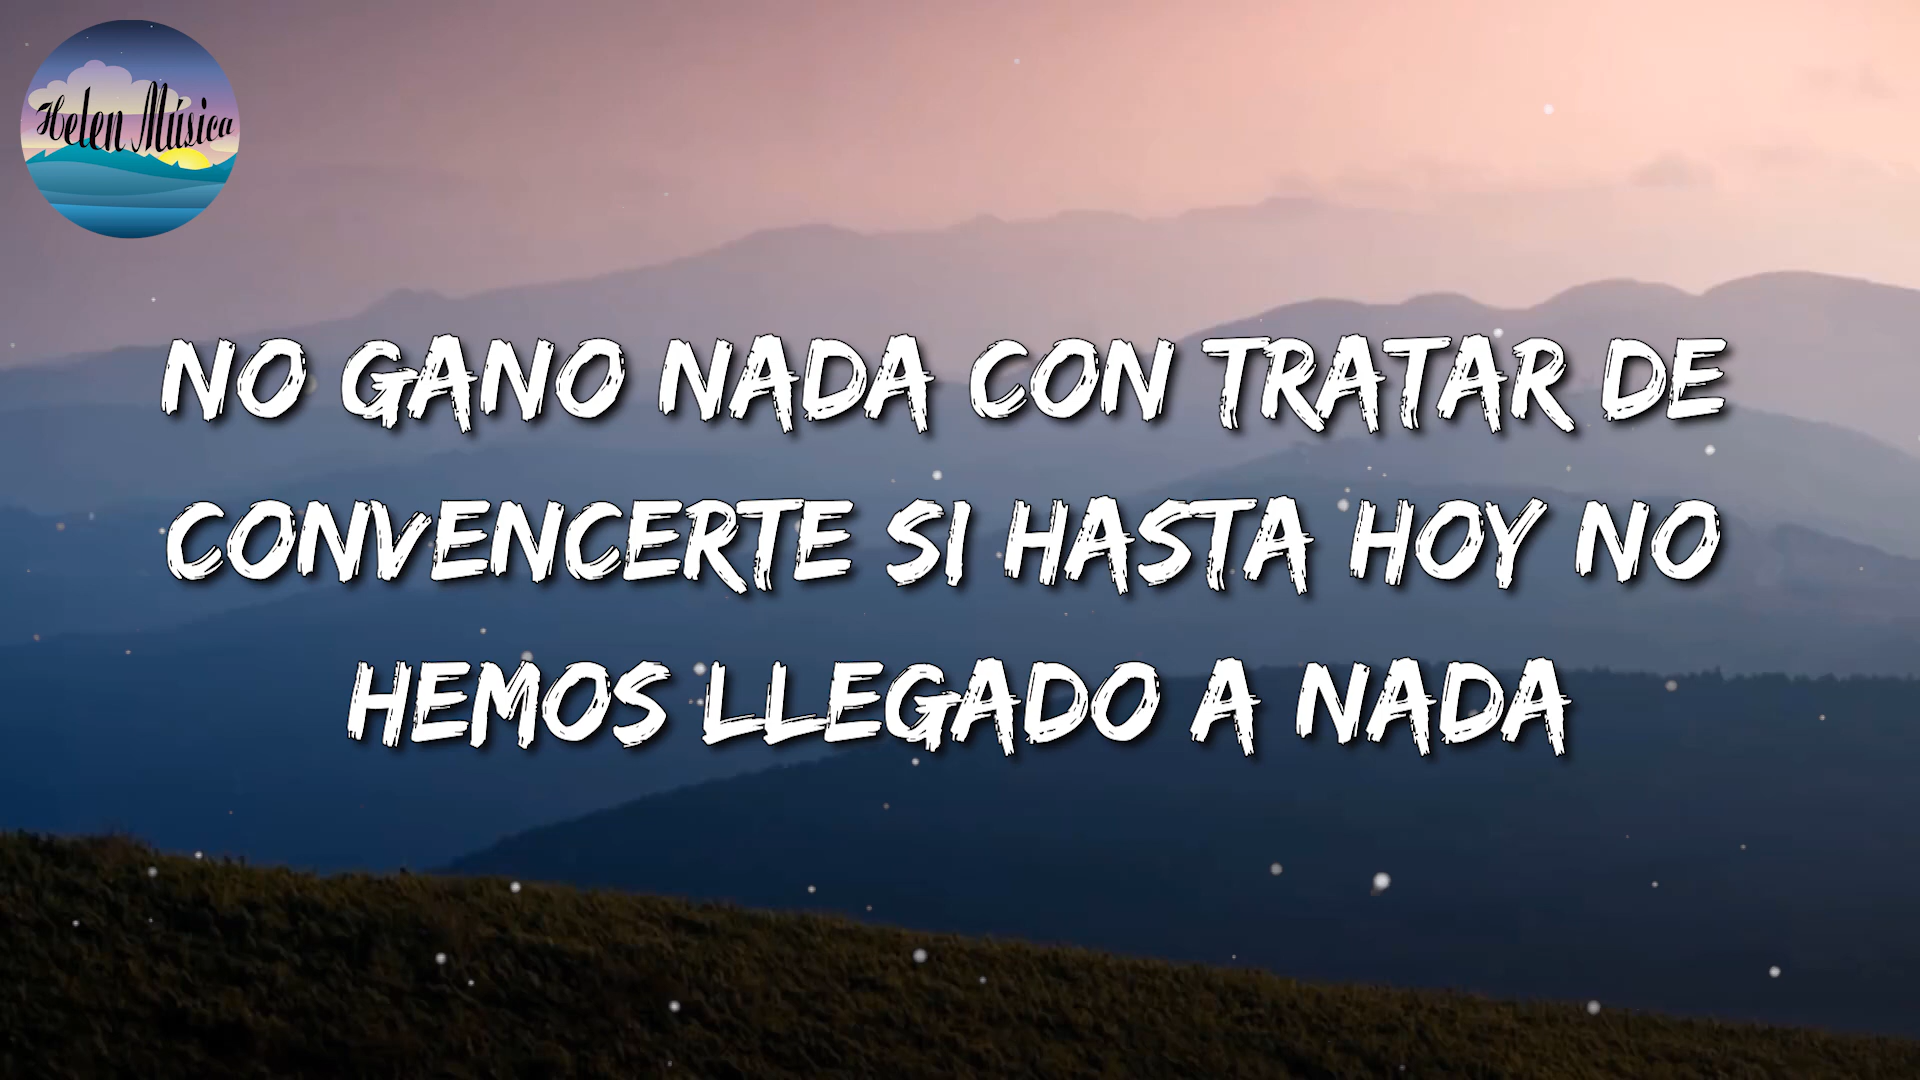 Helen Música
NO GANO NADA CON TRATAR DE
CONVENCERTE SI HASTA HOY NO
HEMOS LLEGADO A NADA